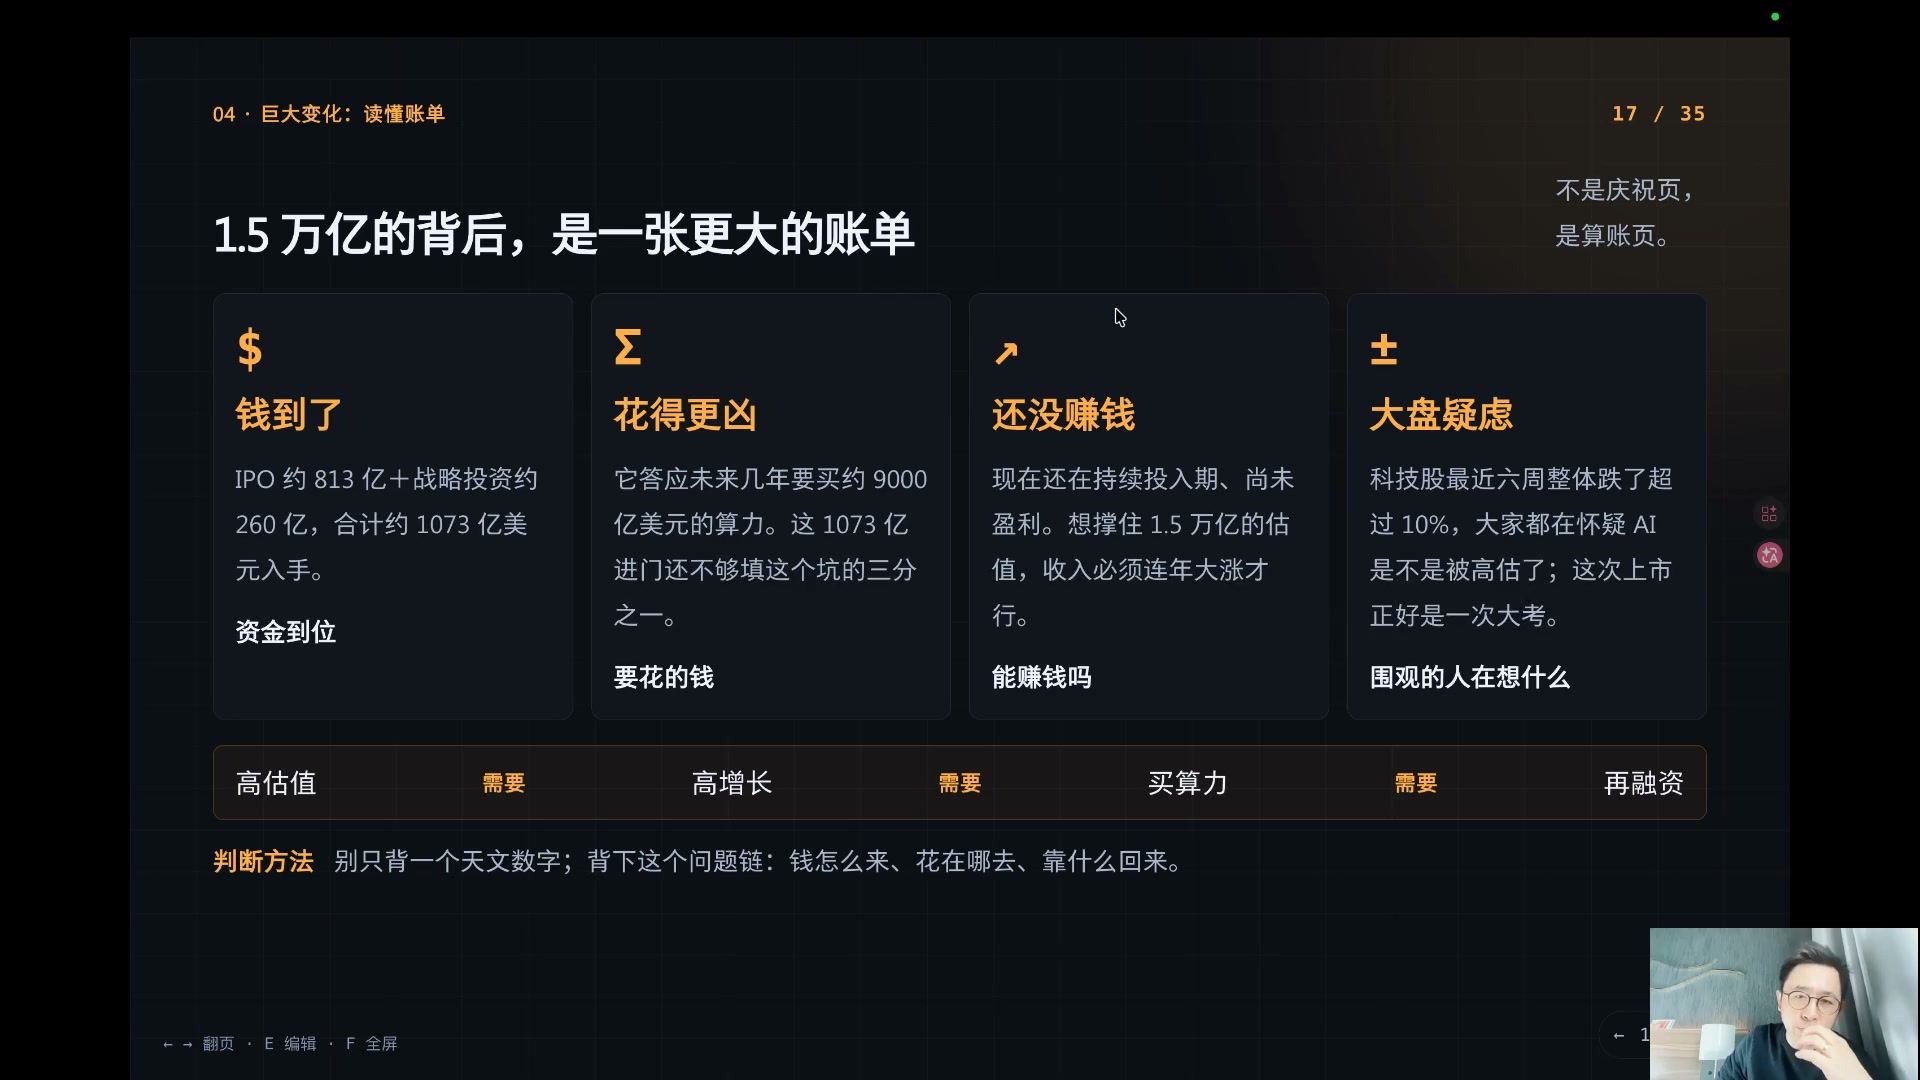 04 · 巨大变化：读懂账单
17 / 35
1.5 万亿的背后，是一张更大的账单
不是庆祝页，
是算账页。
$
钱到了
IPO 约 813 亿＋战略投资约
260 亿，合计约 1073 亿美
元入手。
资金到位
Σ
花得更凶
它答应未来几年要买约 9000
亿美元的算力。这 1073 亿
进门还不够填这个坑的三分
之一。
要花的钱
↗
还没赚钱
现在还在持续投入期、尚未
盈利。想撑住 1.5 万亿的估
值，收入必须连年大涨才
行。
能赚钱吗
±
大盘疑虑
科技股最近六周整体跌了超
过 10%，大家都在怀疑 AI
是不是被高估了；这次上市
正好是一次大考。
围观的人在想什么
高估值 需要 高增长 需要 买算力 需要 再融资
判断方法 别只背一个天文数字；背下这个问题链：钱怎么来、花在哪去、靠什么回来。
← → 翻页 · E 编辑 · F 全屏
← 1